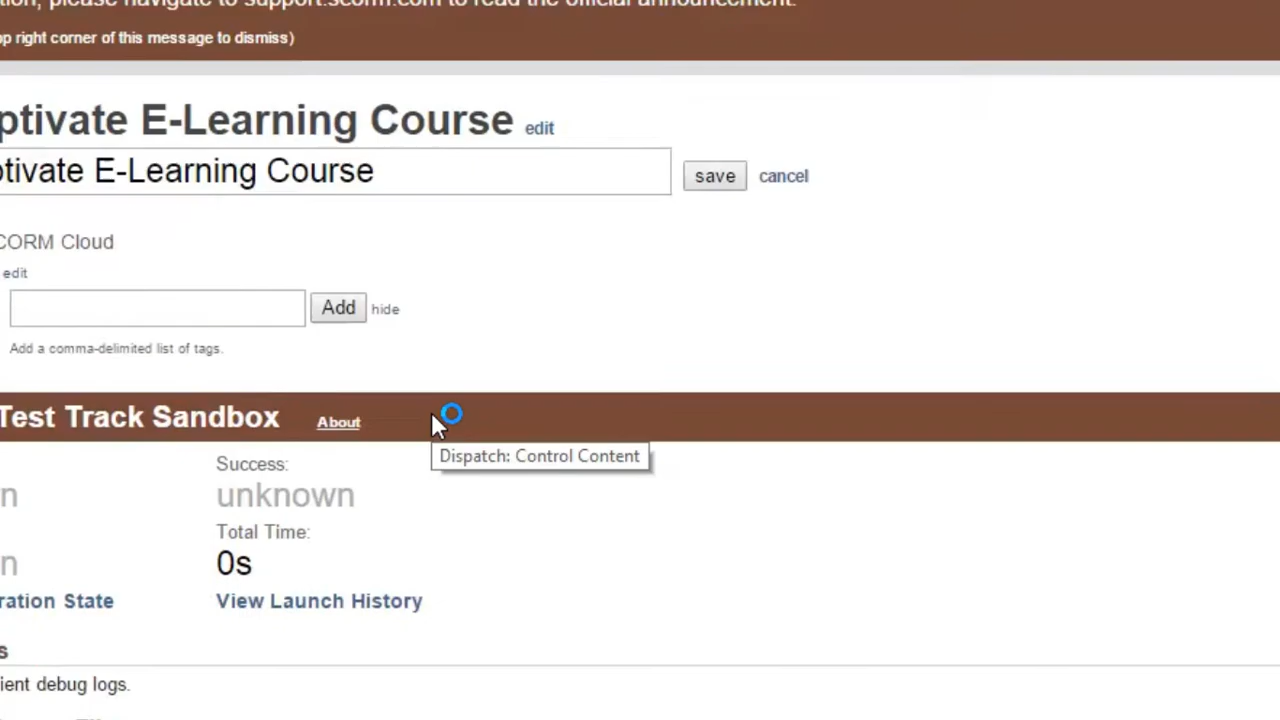 please navigate to support.scorm.com to read the official announcement.
right corner of this message to dismiss)
ptivate E-Learning Course edit
ptivate E-Learning Course save cancel
CORM Cloud
edit
Add hide
Add a comma-delimited list of tags.
Test Track Sandbox About
Dispatch: Control Content
Success:
unknown
Total Time:
0s
ration State View Launch History
ient debug logs.